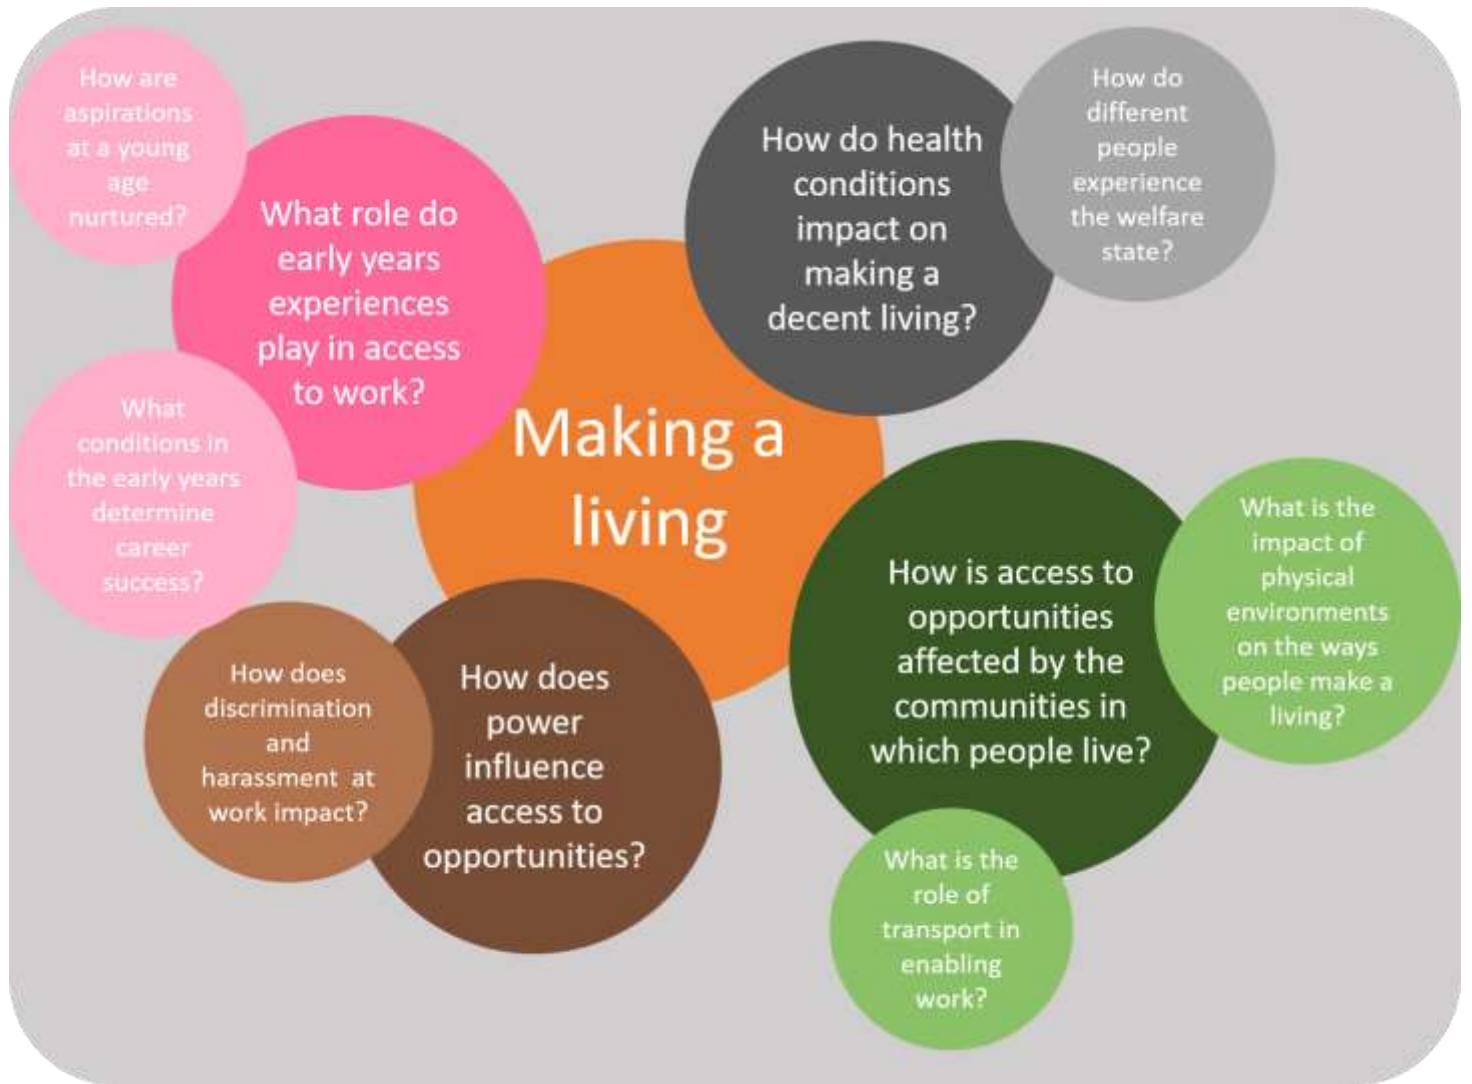 How are
aspirations
at a young
age
nurtured?
What role do
early years
experiences
play in access
to work?
What
conditions in
the early years
determine
career
success?
How do health
conditions
impact on
making a
decent living?
How do
different
people
experience
the welfare
state?
Making a
living
How is access to
opportunities
affected by the
communities in
which people live?
What is the
impact of
physical
environments
on the ways
people make a
living?
What is the
role of
transport in
enabling
work?
How does
power
influence
access to
opportunities?
How does
discrimination
and
harassment  at
work impact?